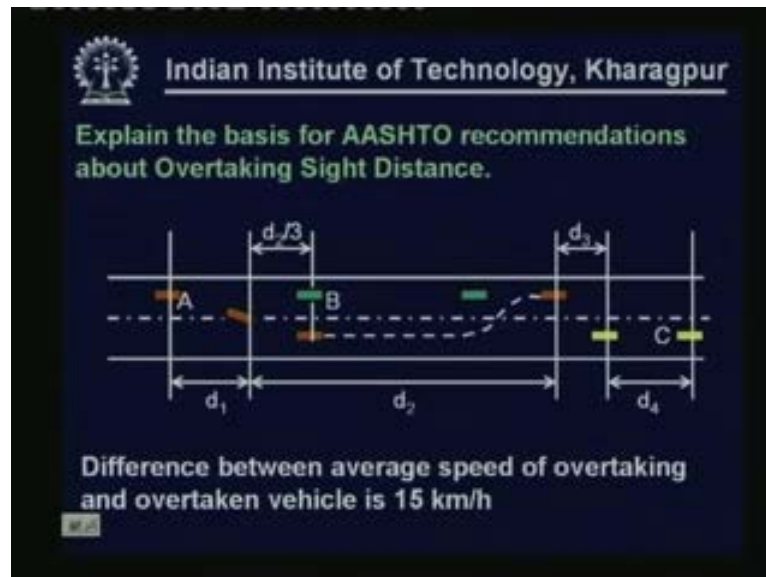 Indian Institute of Technology, Kharagpur
Explain the basis for AASHTO recommendations
about Overtaking Sight Distance.
d₂/3
d₃
A
B
C
d₁
d₂
d₄
Difference between average speed of overtaking
and overtaken vehicle is 15 km/h